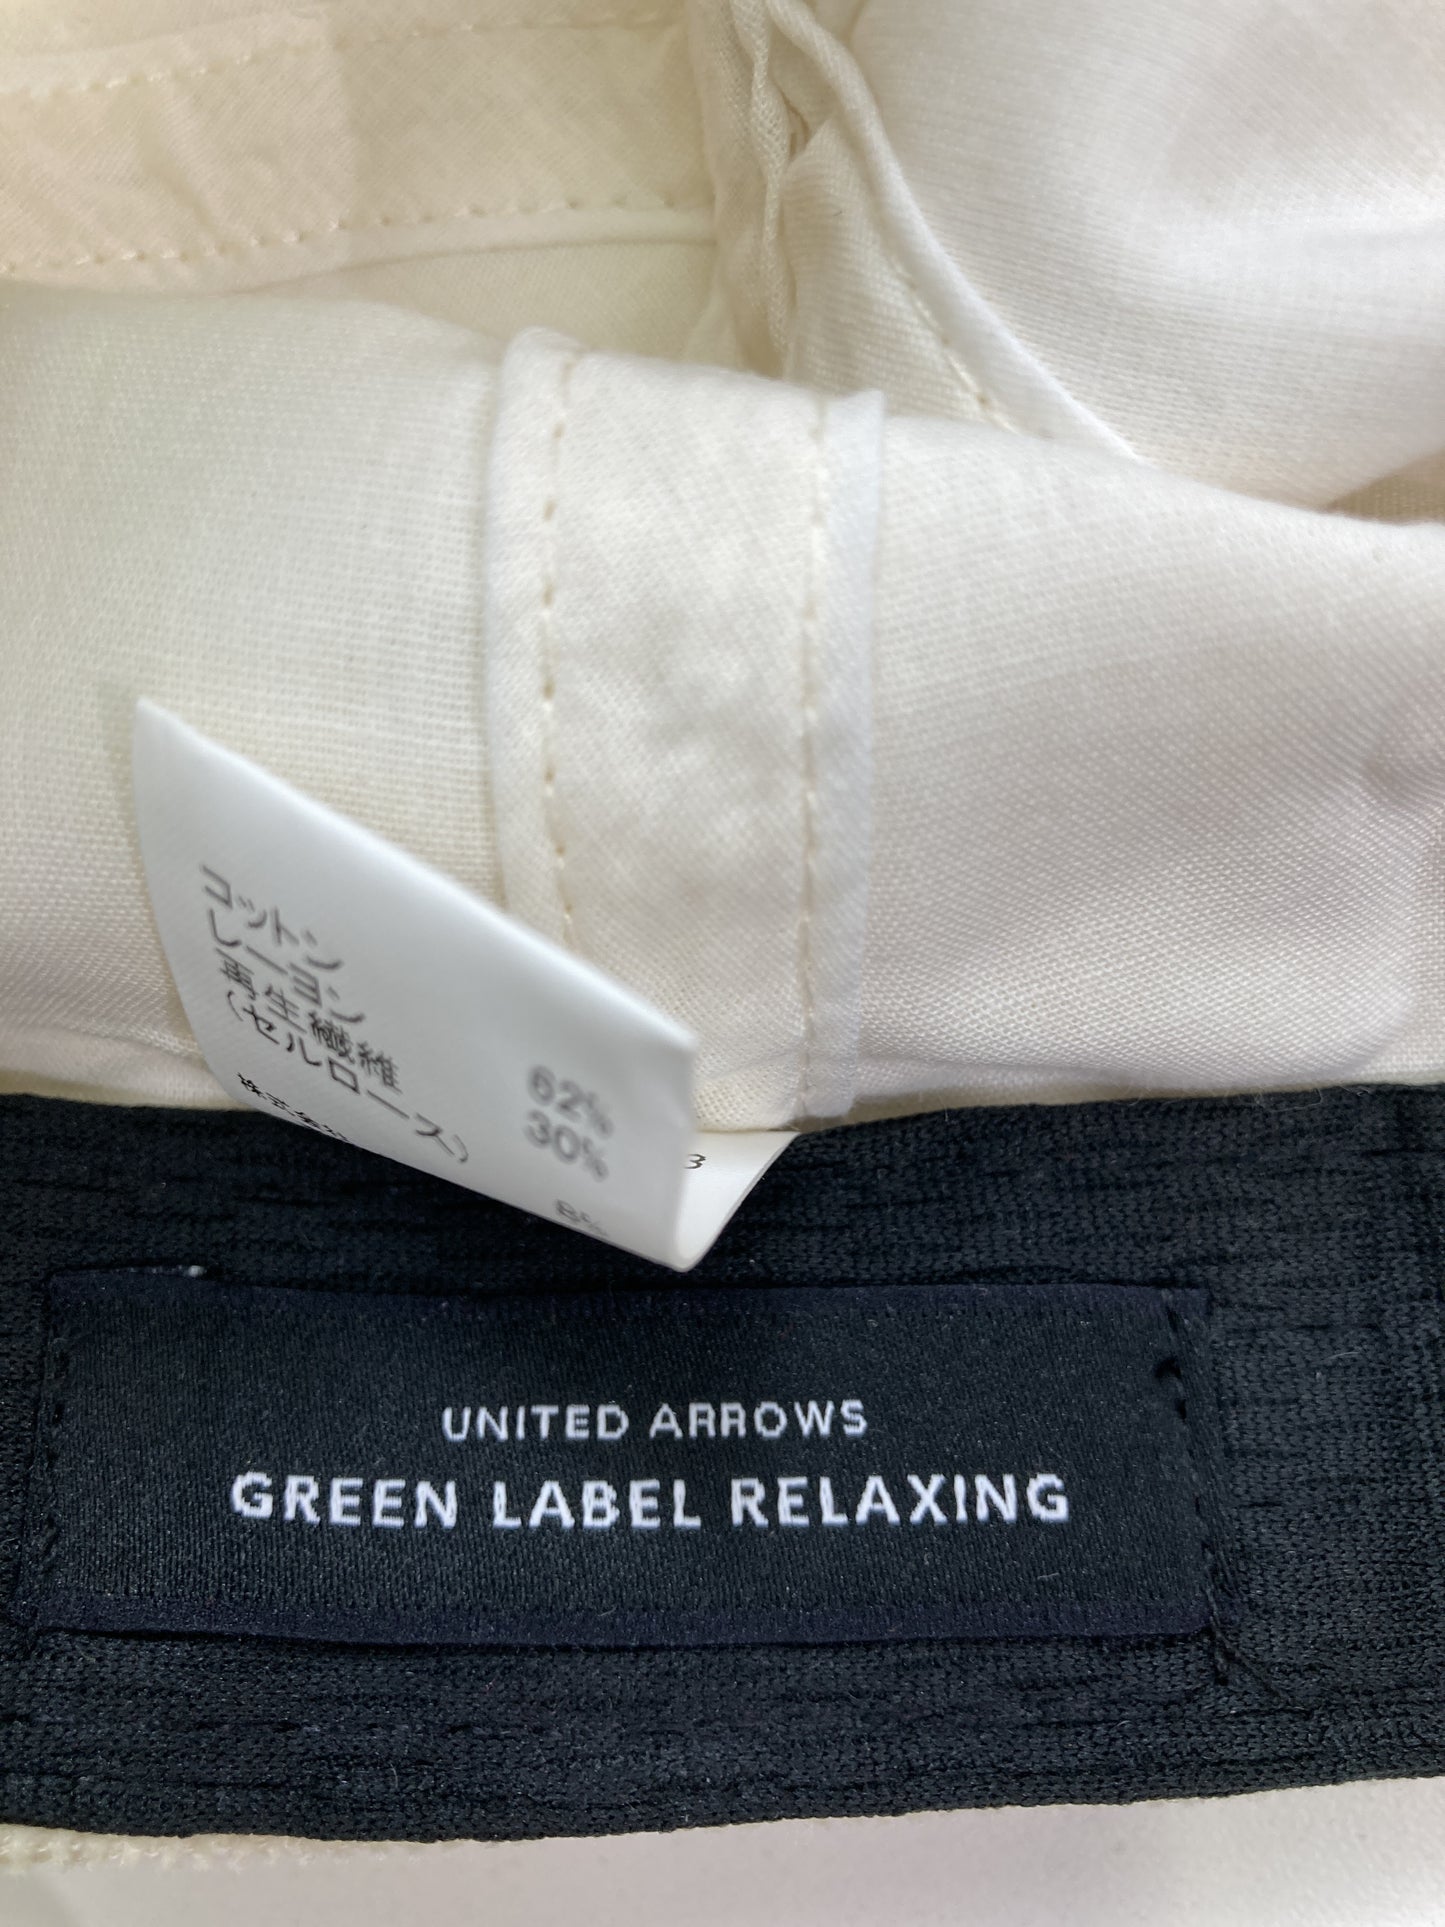 コットン 62%
レーヨン 30%
再生繊維
(セルロース) 8%
UNITED ARROWS
GREEN LABEL RELAXING